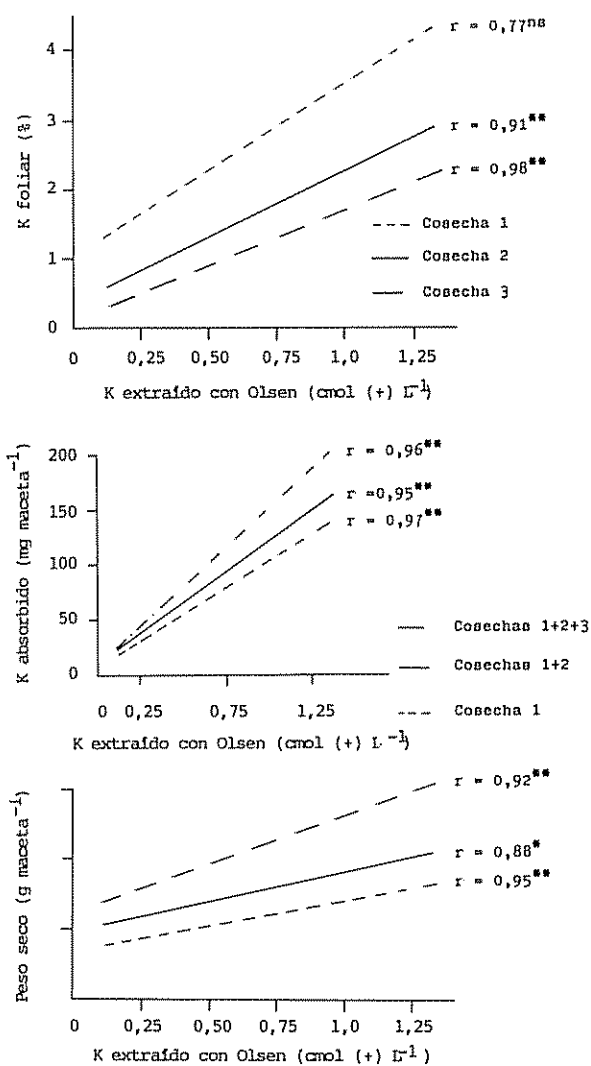 4
3
2
1
0
K foliar (%)
r = 0,77ns
r = 0,91**
r = 0,98**
Cosecha 1
Cosecha 2
Cosecha 3
0 0,25 0,50 0,75 1,0 1,25
K extraído con Olsen (cmol (+) L-1)
200
150
100
50
0
K absorbido (mg maceta-1)
r = 0,96**
r =0,95**
r = 0,97**
Cosechas 1+2+3
Cosechas 1+2
Cosecha 1
0 0,25 0,75 1,25
K extraído con Olsen (cmol (+) L-1)
Peso seco (g maceta-1)
r = 0,92**
r = 0,88*
r = 0,95**
0 0,25 0,50 0,75 1,0 1,25
K extraído con Olsen (cmol (+) L-1)